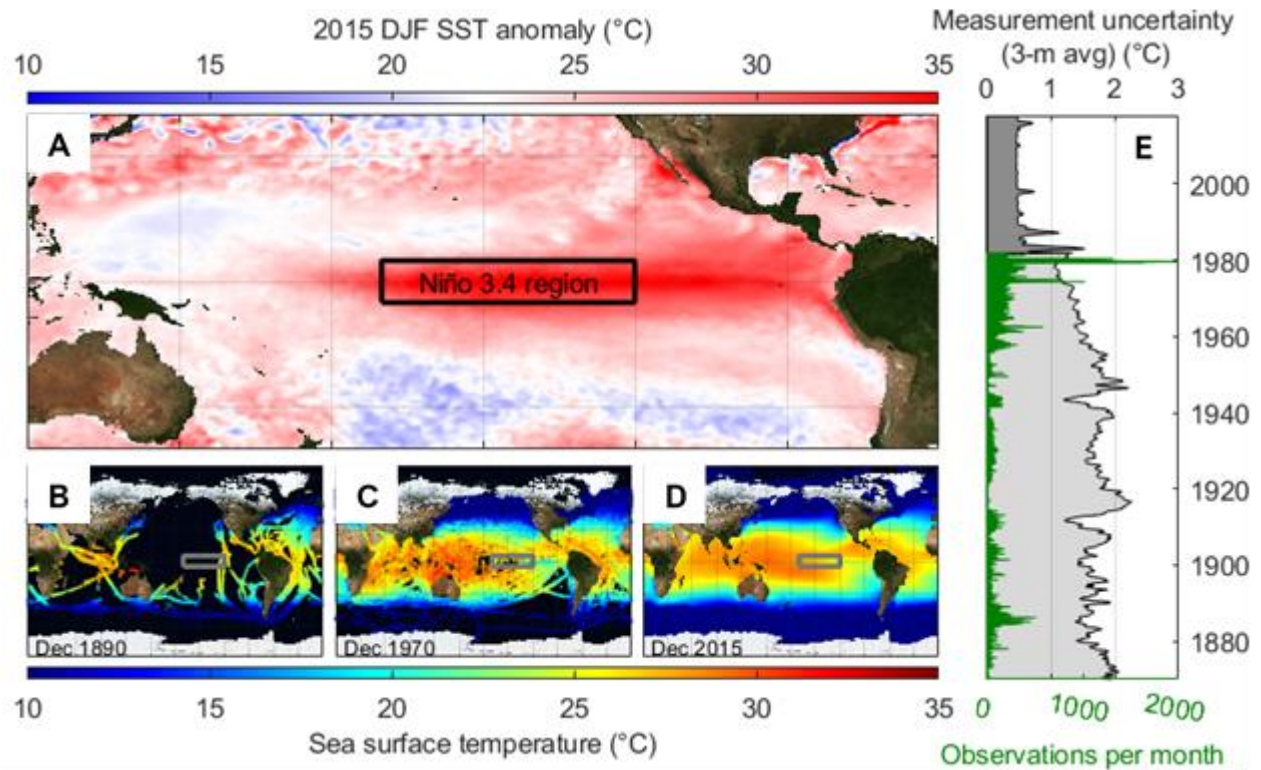 2015 DJF SST anomaly (°C)
10 15 20 25 30 35
A
Niño 3.4 region
B
Dec 1890
C
Dec 1970
D
Dec 2015
10 15 20 25 30 35
Sea surface temperature (°C)
Measurement uncertainty
(3-m avg) (°C)
0 1 2 3
E
2000
1980
1960
1940
1920
1900
1880
0 1000 2000
Observations per month